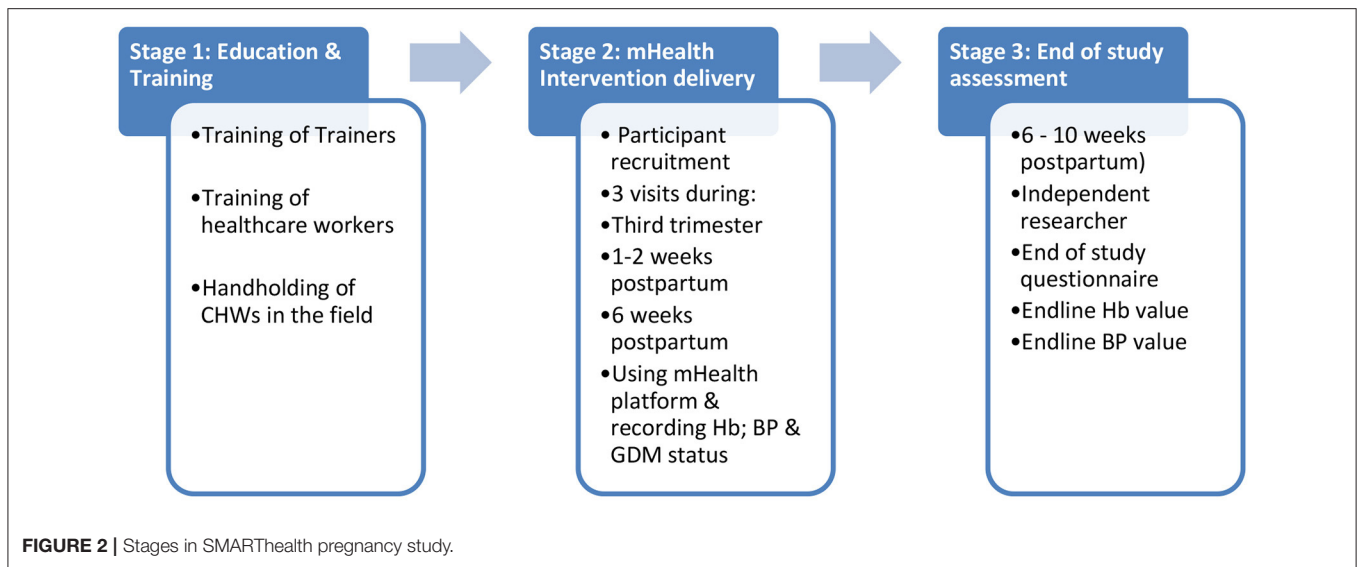 Stage 1: Education &
Training
•Training of Trainers
•Training of
healthcare workers
•Handholding of
CHWs in the field
Stage 2: mHealth
Intervention delivery
• Participant
recruitment
•3 visits during:
•Third trimester
•1-2 weeks
postpartum
•6 weeks
postpartum
•Using mHealth
platform &
recording Hb; BP &
GDM status
Stage 3: End of study
assessment
•6 - 10 weeks
postpartum)
•Independent
researcher
•End of study
questionnaire
•Endline Hb value
•Endline BP value
FIGURE 2 | Stages in SMARThealth pregnancy study.